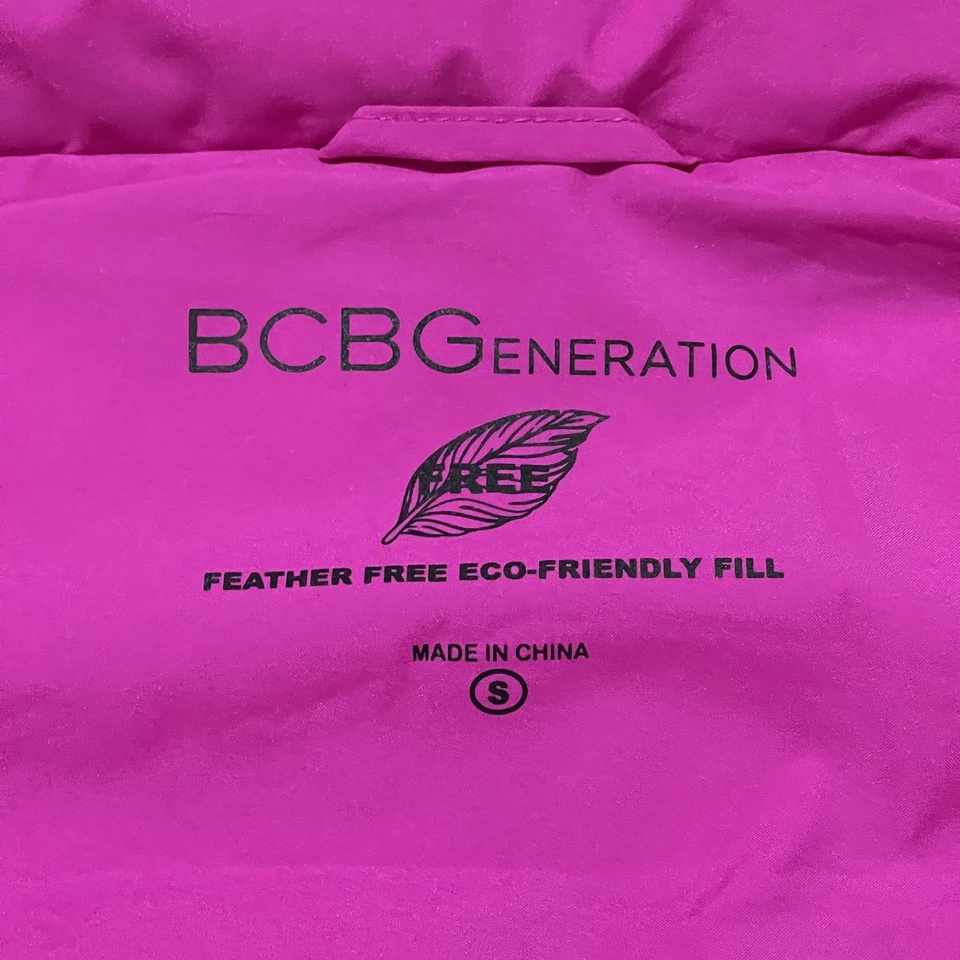 BCBGENERATION
FREE
FEATHER FREE ECO-FRIENDLY FILL
MADE IN CHINA
S